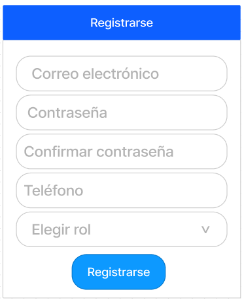 Registrarse
Correo electrónico
Contraseña
Confirmar contraseña
Teléfono
Elegir rol
Registrarse